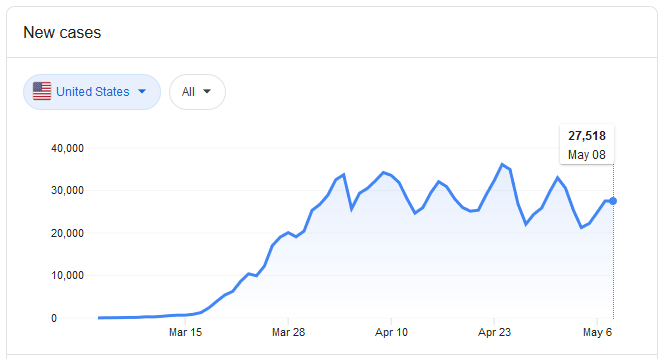 New cases
United States
All
27,518
May 08
40,000
30,000
20,000
10,000
0
Mar 15 Mar 28 Apr 10 Apr 23 May 6